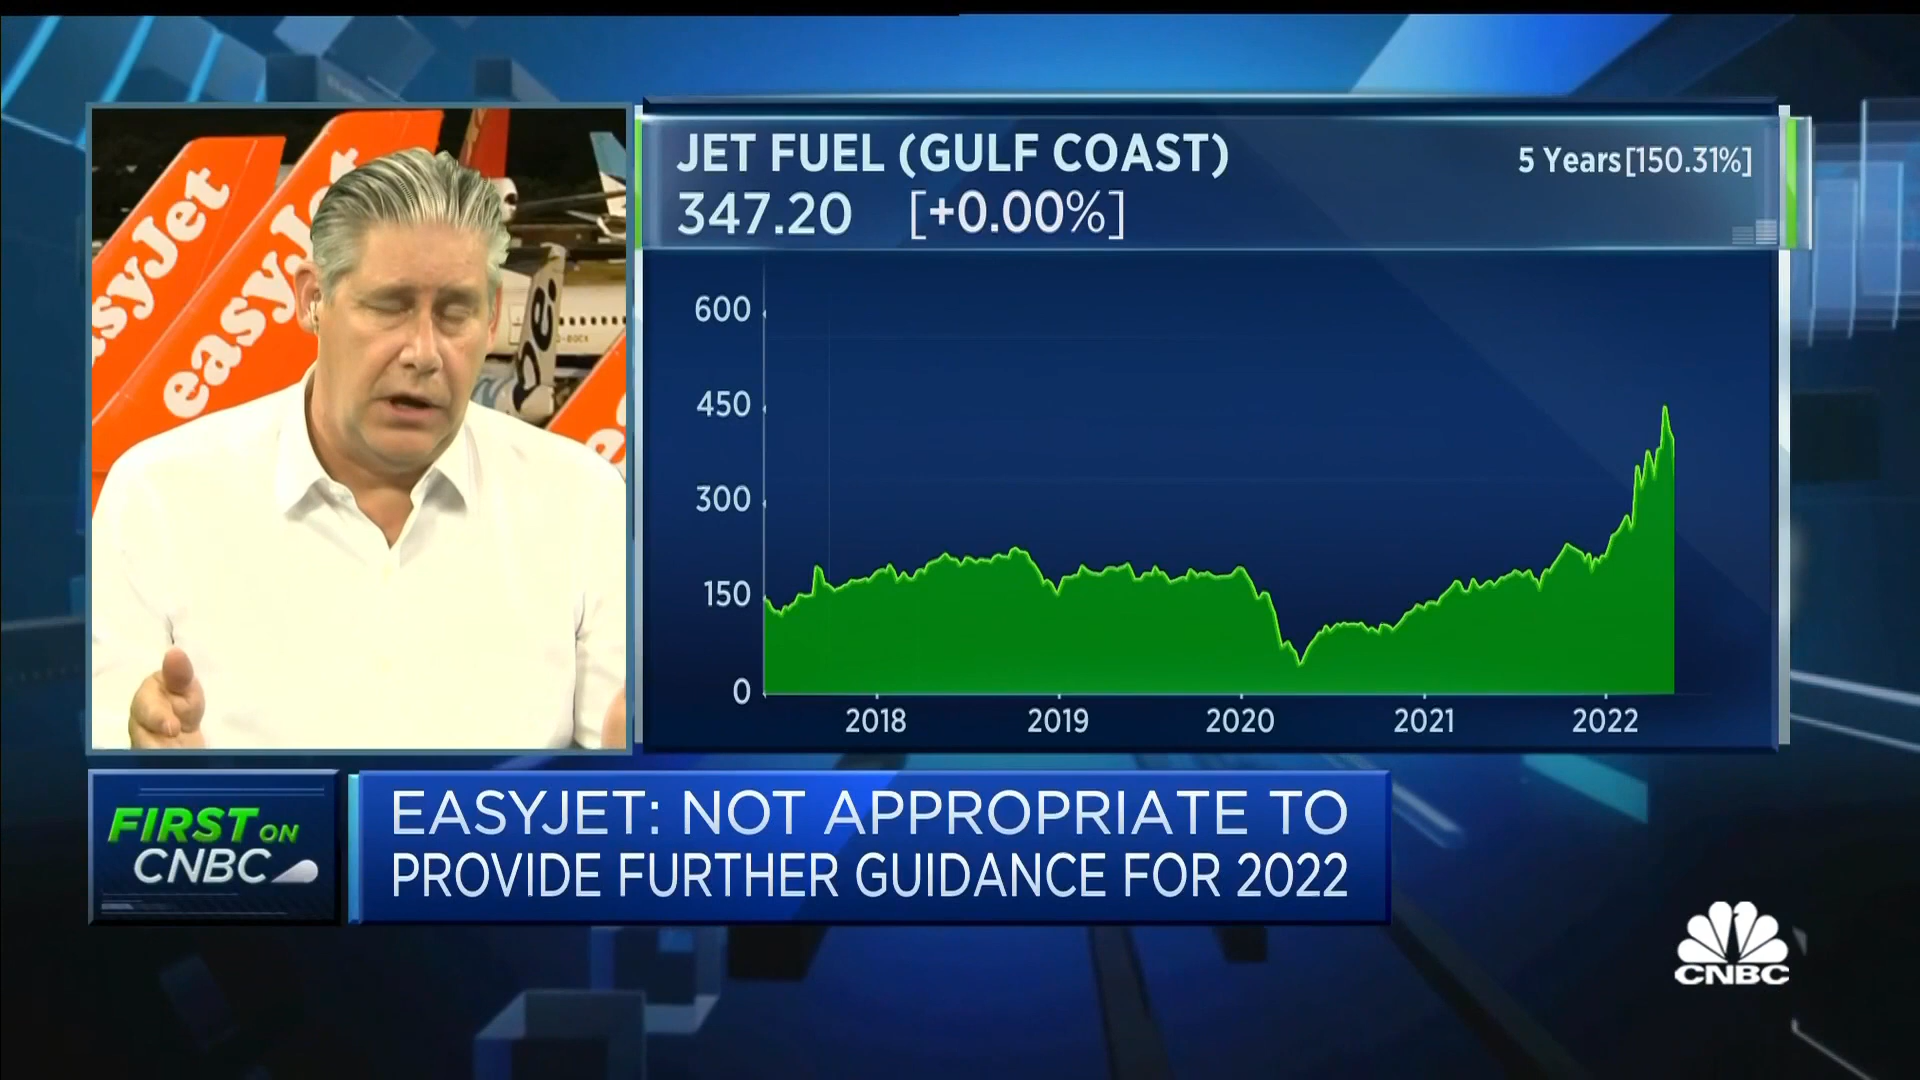 easyJet
easyJet
JET FUEL (GULF COAST)
347.20 [+0.00%]
5 Years[150.31%]
600
450
300
150
0
2018 2019 2020 2021 2022
FIRST ON
CNBC
EASYJET: NOT APPROPRIATE TO
PROVIDE FURTHER GUIDANCE FOR 2022
CNBC